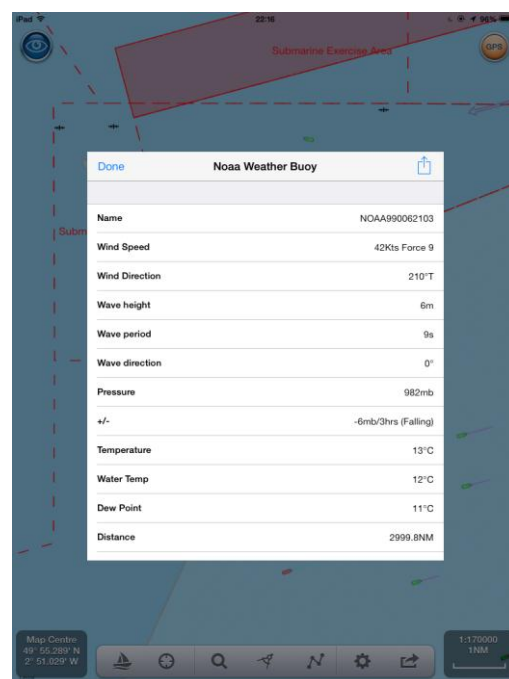 iPad 22:16 96%
GPS
Submarine Exercise Area
Done Noaa Weather Buoy
Name NOAA990062103
Subm
Wind Speed 42Kts Force 9
Wind Direction 210°T
Wave height 6m
Wave period 9s
Wave direction 0°
Pressure 982mb
+/- -6mb/3hrs (Falling)
Temperature 13°C
Water Temp 12°C
Dew Point 11°C
Distance 2999.8NM
Map Centre
49° 55.289' N
2° 51.029' W
1:170000
1NM